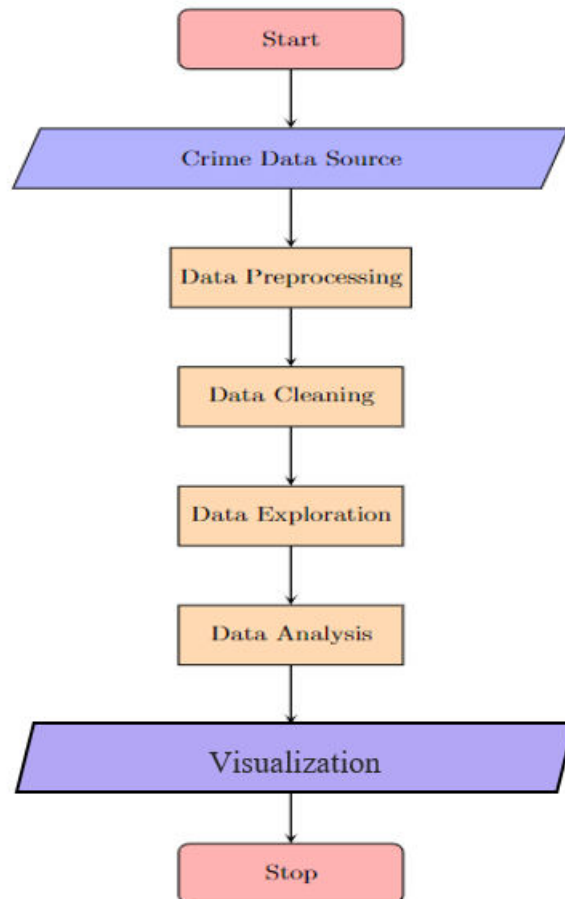 Start
Crime Data Source
Data Preprocessing
Data Cleaning
Data Exploration
Data Analysis
Visualization
Stop